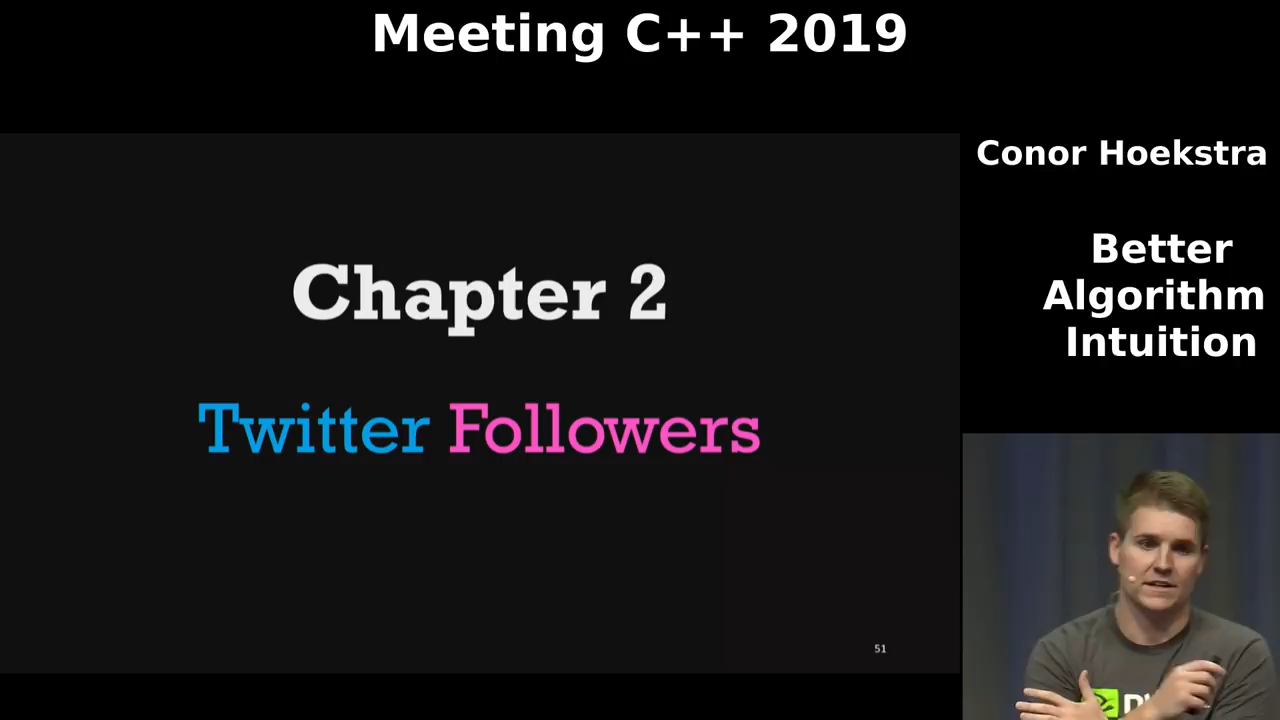 Meeting C++ 2019
Conor Hoekstra
Better
Algorithm
Intuition
Chapter 2
Twitter Followers
51